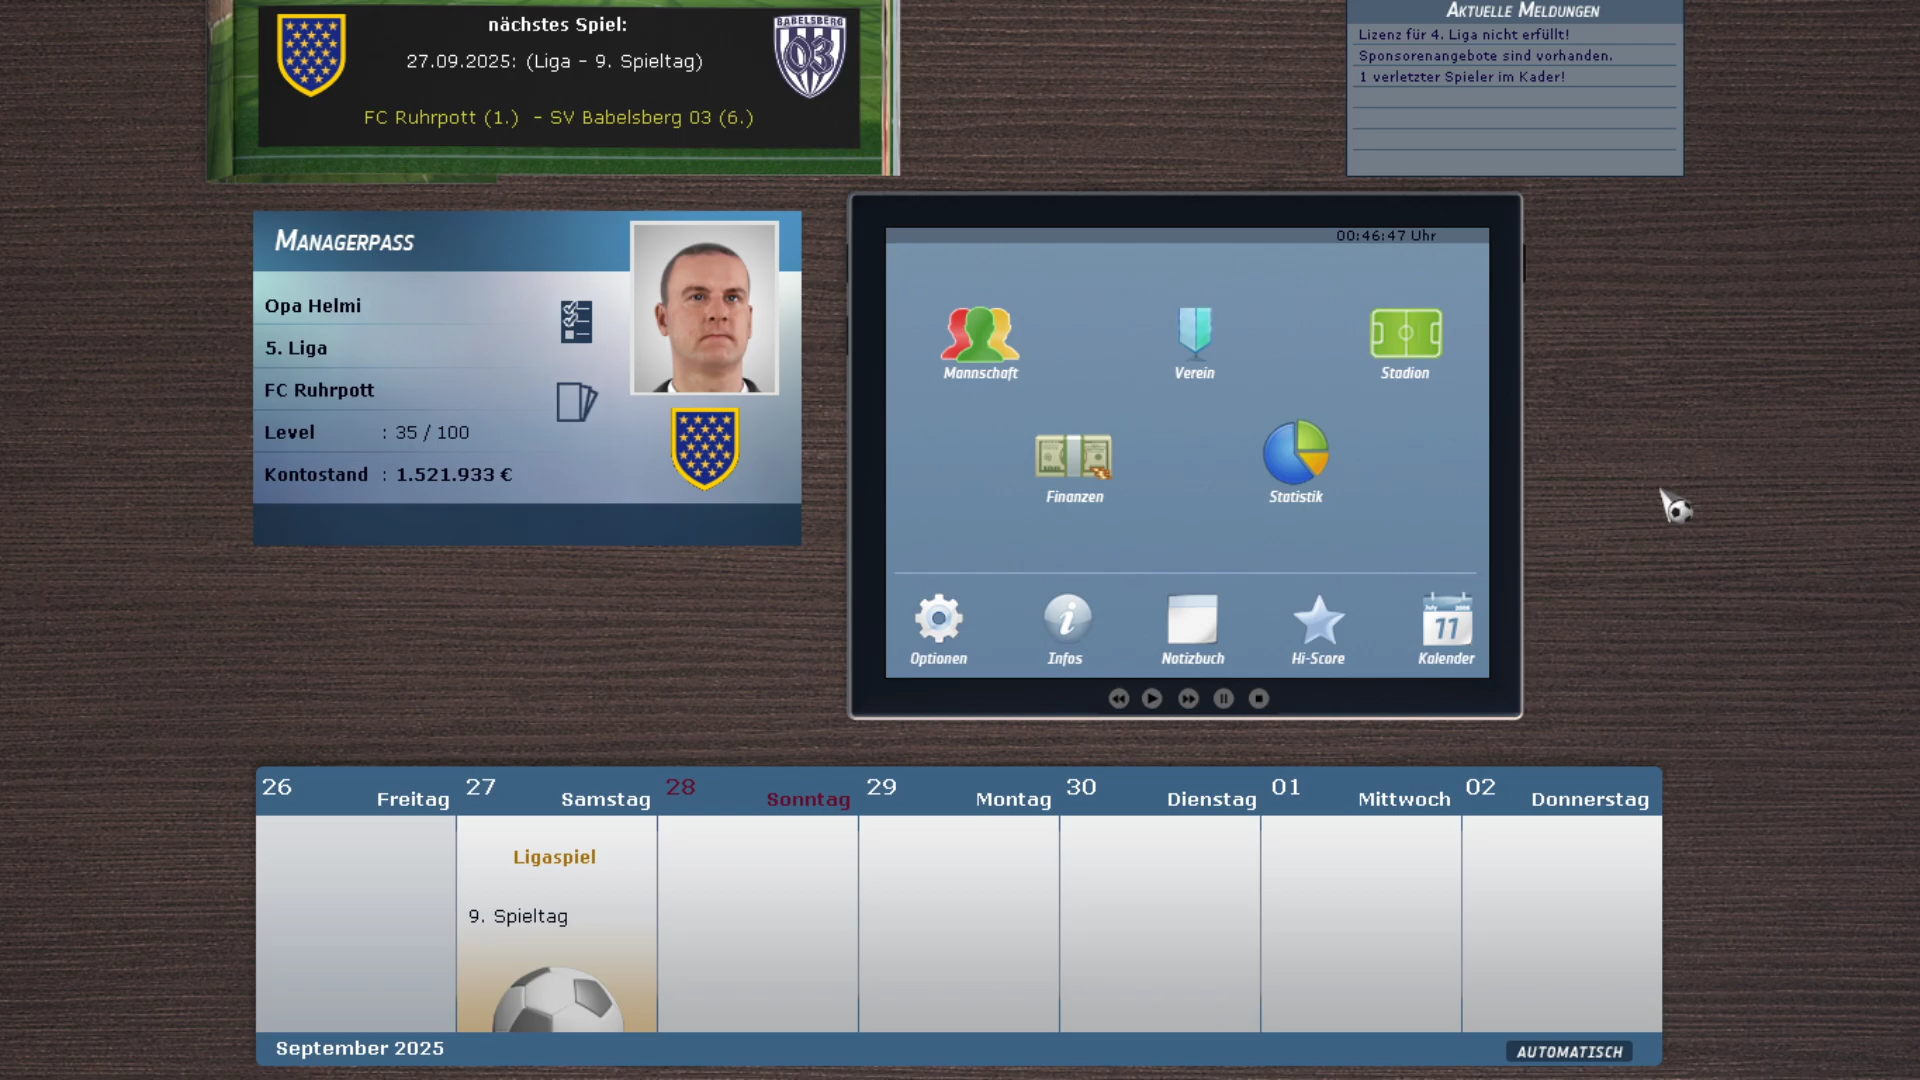 BABELSBERG
03
nächstes Spiel:
27.09.2025: (Liga - 9. Spieltag)
FC Ruhrpott (1.) - SV Babelsberg 03 (6.)
AKTUELLE MELDUNGEN
Lizenz für 4. Liga nicht erfüllt!
Sponsorenangebote sind vorhanden.
1 verletzter Spieler im Kader!
MANAGERPASS
Opa Helmi
5. Liga
FC Ruhrpott
Level : 35 / 100
Kontostand : 1.521.933 €
00:46:47 Uhr
Mannschaft
Verein
Stadion
Finanzen
Statistik
July 2008
11
Optionen
Infos
Notizbuch
Hi-Score
Kalender
26 Freitag
27 Samstag
28 Sonntag
29 Montag
30 Dienstag
01 Mittwoch
02 Donnerstag
Ligaspiel
9. Spieltag
September 2025
AUTOMATISCH